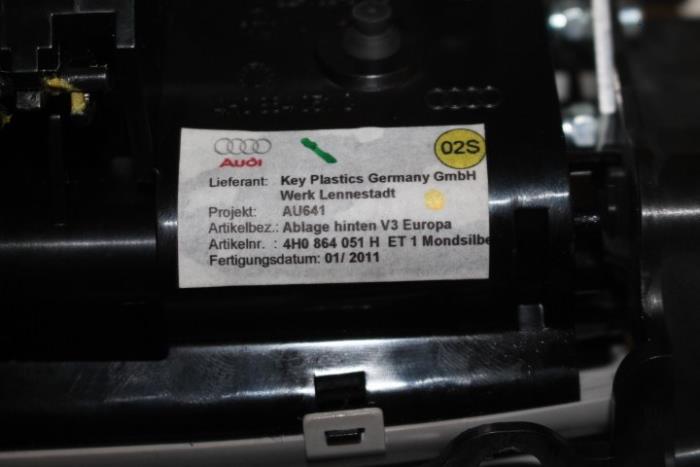 Audi
02S
Lieferant: Key Plastics Germany GmbH
Werk Lennestadt
Projekt: AU641
Artikelbez.: Ablage hinten V3 Europa
Artikelnr. : 4H0 864 051 H ET 1 Mondsilbe
Fertigungsdatum: 01/ 2011